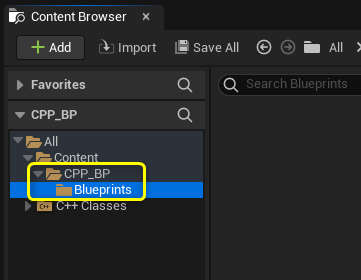 Content Browser
Add Import Save All All
Favorites Search Blueprints
CPP_BP
All
Content
CPP_BP
Blueprints
C++ C++ Classes